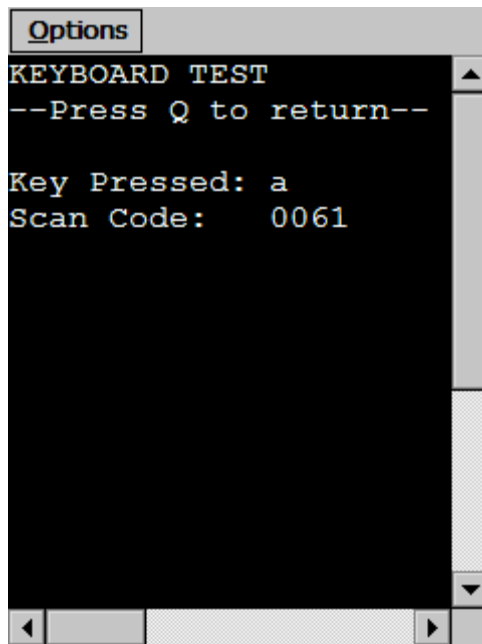 Options
KEYBOARD TEST
--Press Q to return--
Key Pressed: a
Scan Code: 0061